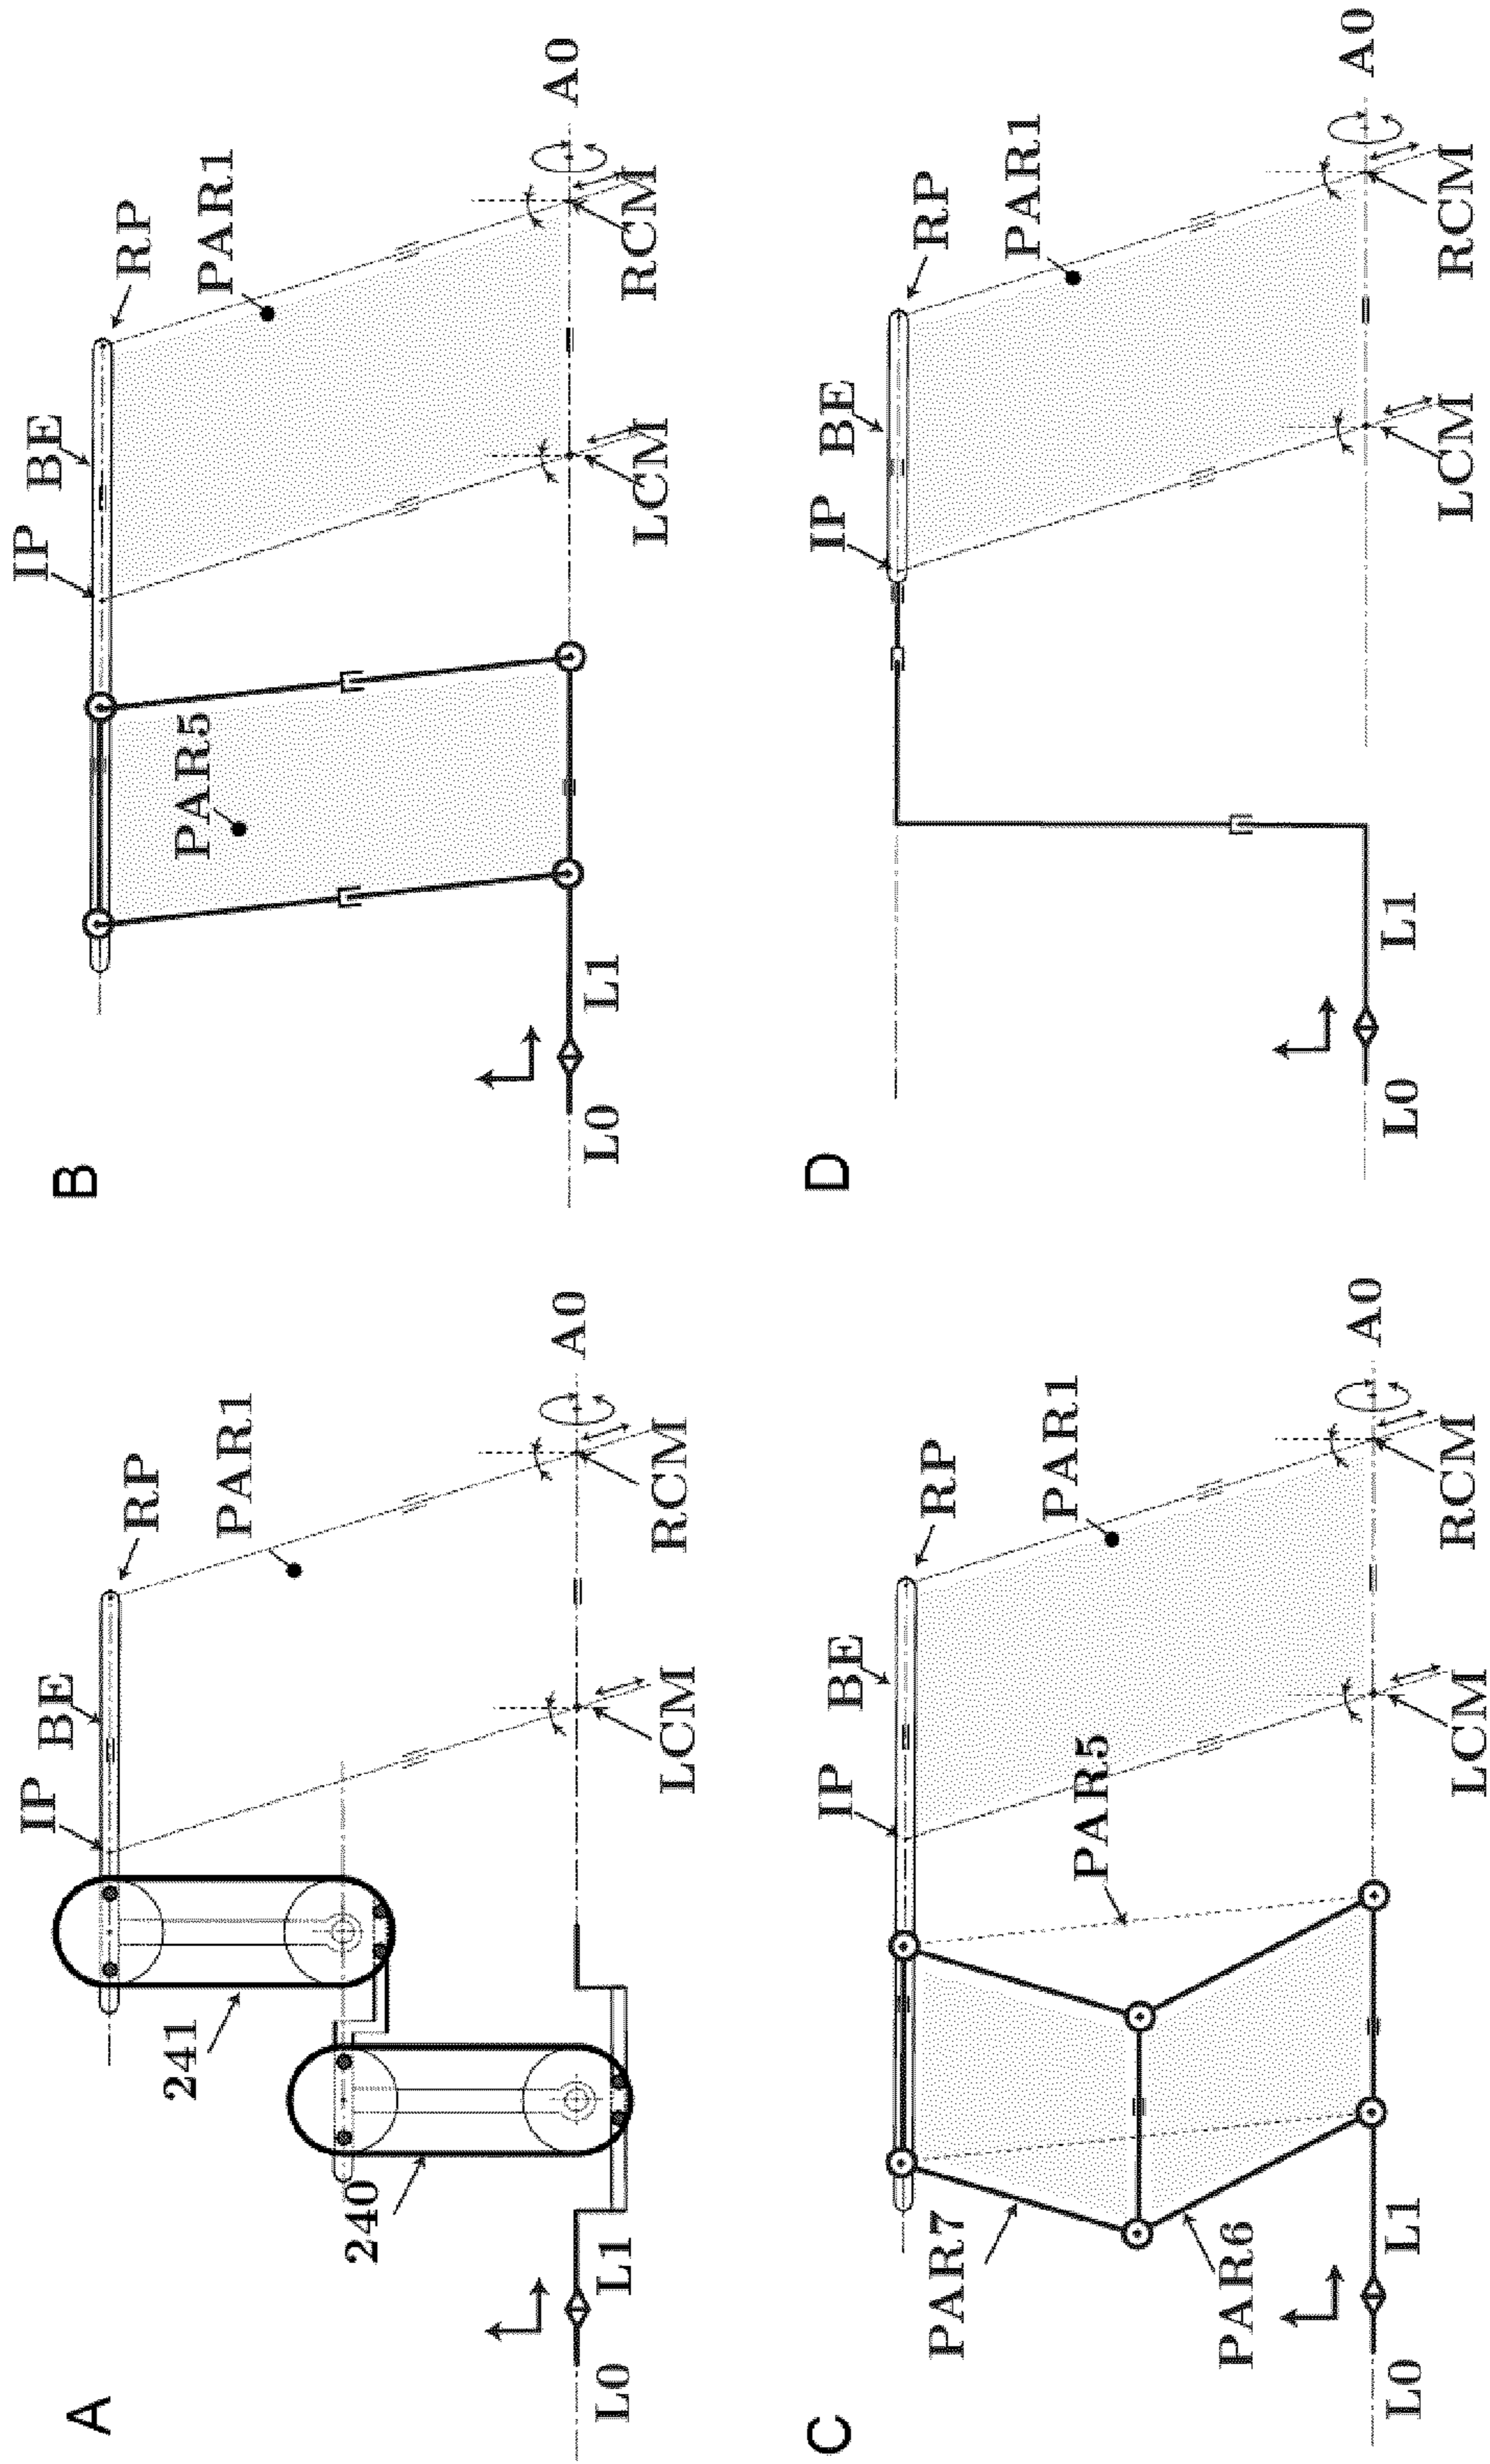 A
IP
BE
RP
PAR1
241
240
L0
L1
LCM
RCM
A0
B
IP
BE
RP
PAR1
PAR5
L0
L1
LCM
RCM
A0
C
IP
BE
RP
PAR1
PAR5
PAR7
PAR6
L0
L1
LCM
RCM
A0
D
IP
BE
RP
PAR1
L0
L1
LCM
RCM
A0